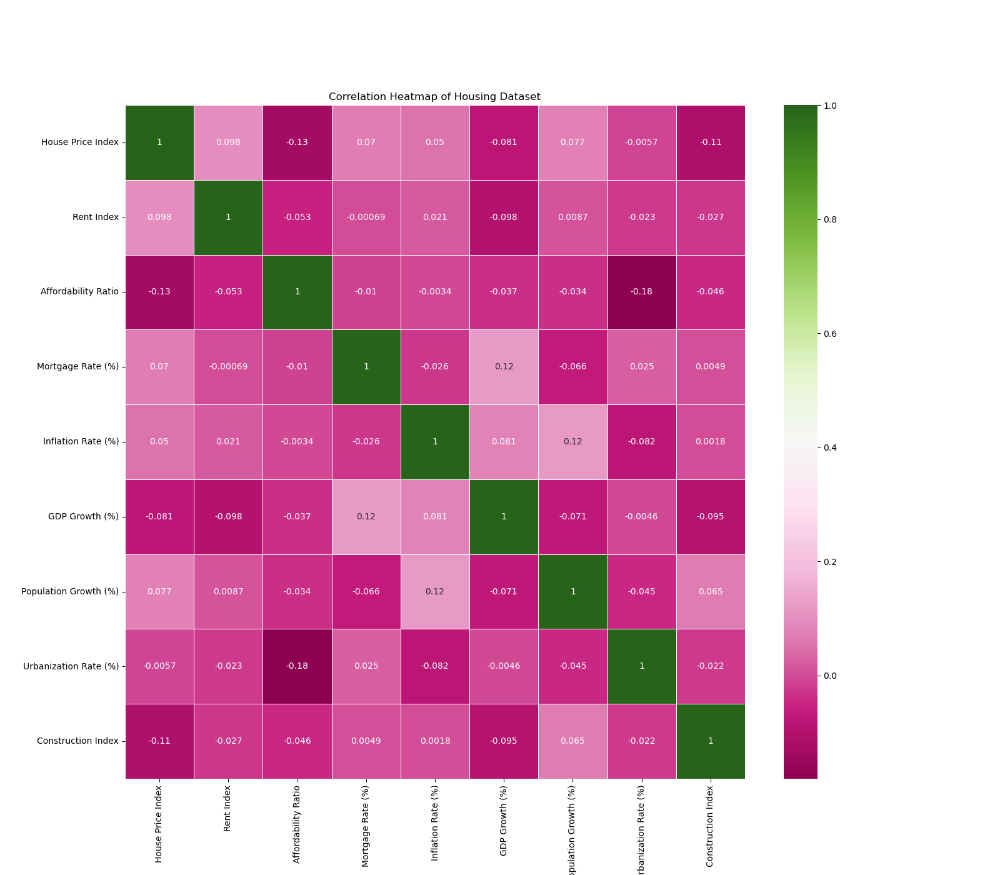 Correlation Heatmap of Housing Dataset
House Price Index 1 0.098 -0.13 0.07 0.05 -0.081 0.077 -0.0057 -0.11
Rent Index 0.098 1 -0.053 -0.00069 0.021 -0.098 0.0087 -0.023 -0.027
Affordability Ratio -0.13 -0.053 1 -0.01 -0.0034 -0.037 -0.034 -0.18 -0.046
Mortgage Rate (%) 0.07 -0.00069 -0.01 1 -0.026 0.12 -0.066 0.025 0.0049
Inflation Rate (%) 0.05 0.021 -0.0034 -0.026 1 0.081 0.12 -0.082 0.0018
GDP Growth (%) -0.081 -0.098 -0.037 0.12 0.081 1 -0.071 -0.0046 -0.095
Population Growth (%) 0.077 0.0087 -0.034 -0.066 0.12 -0.071 1 -0.045 0.065
Urbanization Rate (%) -0.0057 -0.023 -0.18 0.025 -0.082 -0.0046 -0.045 1 -0.022
Construction Index -0.11 -0.027 -0.046 0.0049 0.0018 -0.095 0.065 -0.022 1
House Price Index
Rent Index
Affordability Ratio
Mortgage Rate (%)
Inflation Rate (%)
GDP Growth (%)
opulation Growth (%)
rbanization Rate (%)
Construction Index
1.0
0.8
0.6
0.4
0.2
0.0